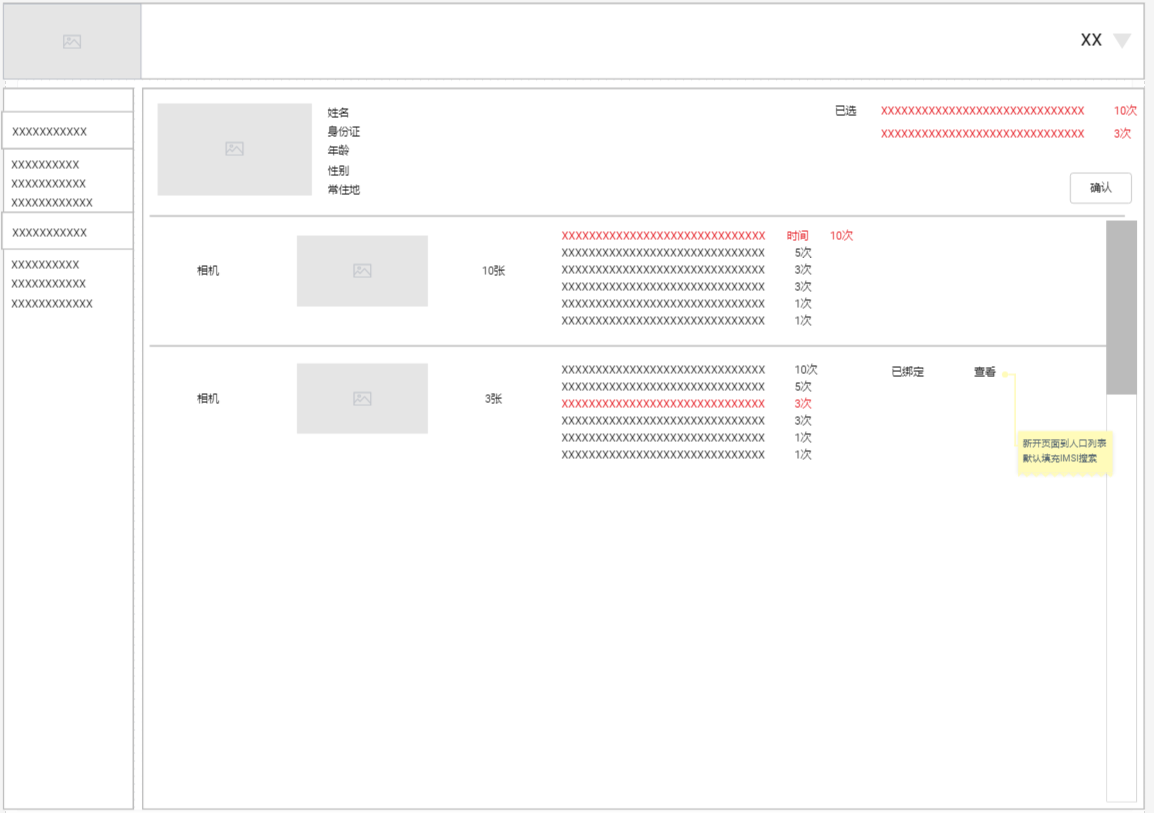 XX
XXXXXXXXXXX
XXXXXXXXXX
XXXXXXXXXXX
XXXXXXXXXXXX
XXXXXXXXXXX
XXXXXXXXXX
XXXXXXXXXXX
XXXXXXXXXXXX
姓名
身份证
年龄
性别
常住地
已选 XXXXXXXXXXXXXXXXXXXXXXXXXXXXXX 10次
XXXXXXXXXXXXXXXXXXXXXXXXXXXXXX 3次
确认
相机
10张
XXXXXXXXXXXXXXXXXXXXXXXXXXXXXX 时间 10次
XXXXXXXXXXXXXXXXXXXXXXXXXXXXXX 5次
XXXXXXXXXXXXXXXXXXXXXXXXXXXXXX 3次
XXXXXXXXXXXXXXXXXXXXXXXXXXXXXX 3次
XXXXXXXXXXXXXXXXXXXXXXXXXXXXXX 1次
XXXXXXXXXXXXXXXXXXXXXXXXXXXXXX 1次
相机
3张
XXXXXXXXXXXXXXXXXXXXXXXXXXXXXX 10次 已绑定 查看
XXXXXXXXXXXXXXXXXXXXXXXXXXXXXX 5次
XXXXXXXXXXXXXXXXXXXXXXXXXXXXXX 3次
XXXXXXXXXXXXXXXXXXXXXXXXXXXXXX 3次
XXXXXXXXXXXXXXXXXXXXXXXXXXXXXX 1次
XXXXXXXXXXXXXXXXXXXXXXXXXXXXXX 1次
新开页面到人口列表
默认填充IMSI搜索